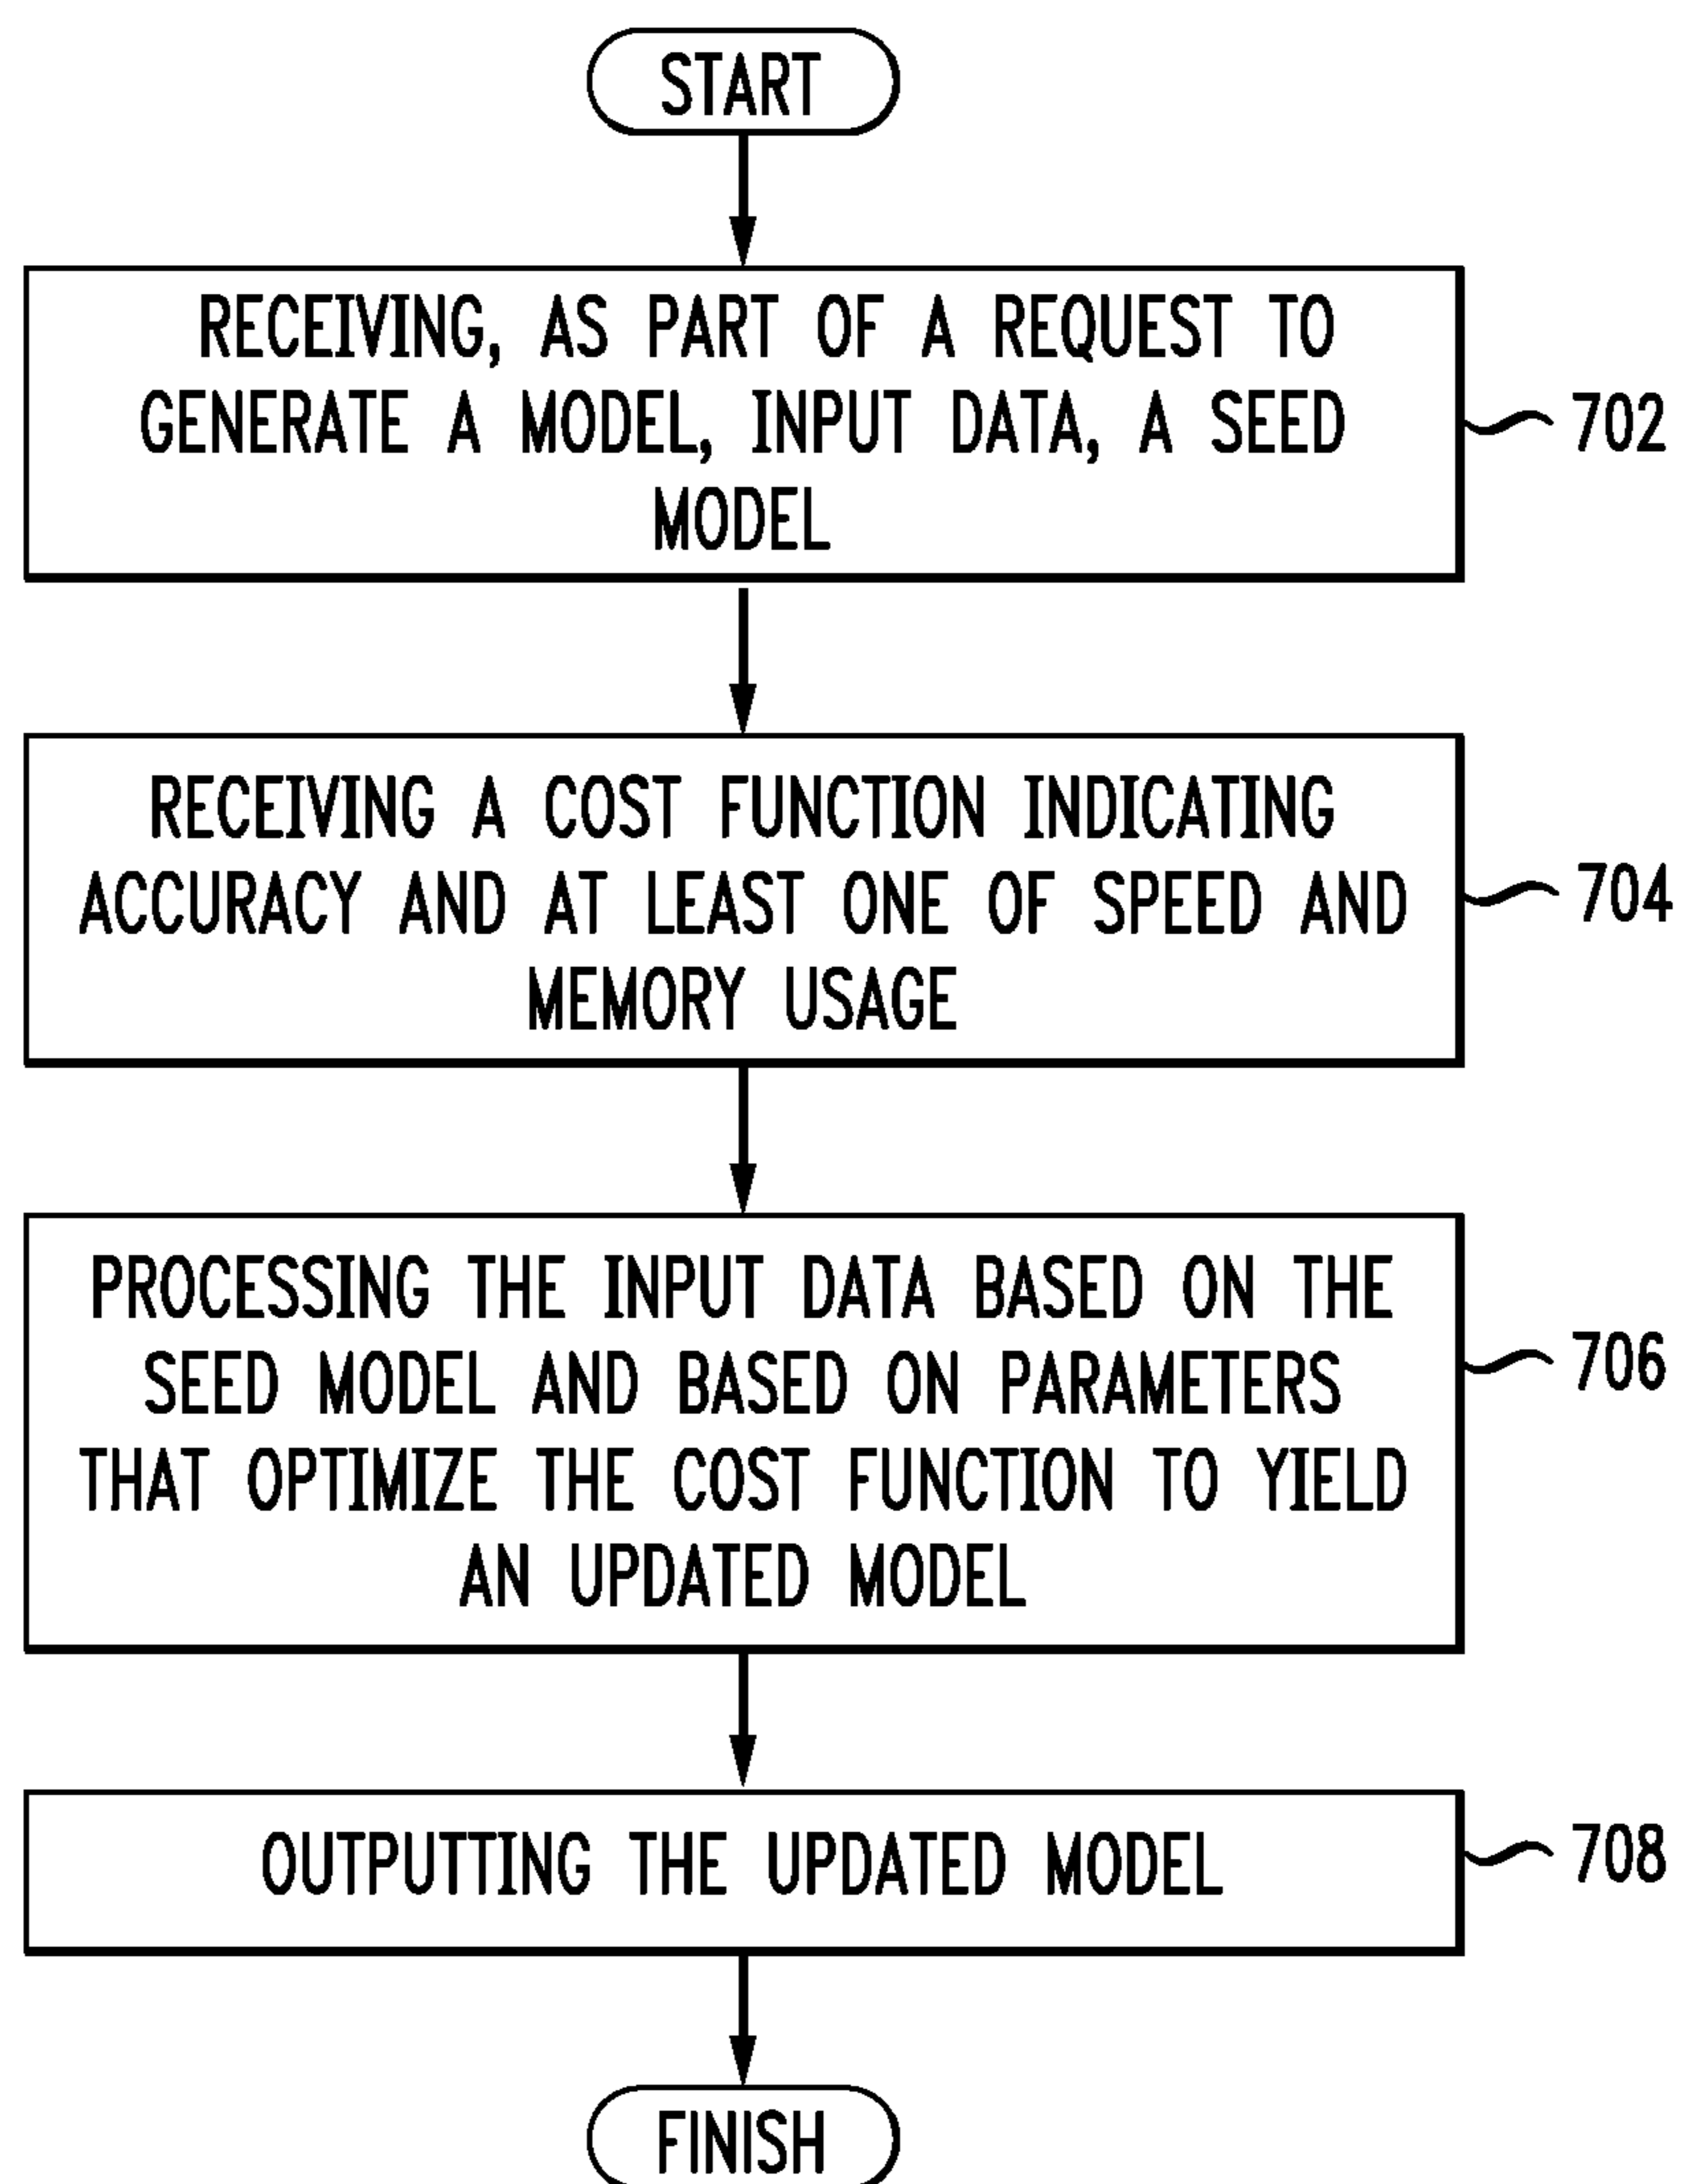 START
RECEIVING, AS PART OF A REQUEST TO
GENERATE A MODEL, INPUT DATA, A SEED
MODEL
702
RECEIVING A COST FUNCTION INDICATING
ACCURACY AND AT LEAST ONE OF SPEED AND
MEMORY USAGE
704
PROCESSING THE INPUT DATA BASED ON THE
SEED MODEL AND BASED ON PARAMETERS
THAT OPTIMIZE THE COST FUNCTION TO YIELD
AN UPDATED MODEL
706
OUTPUTTING THE UPDATED MODEL
708
FINISH